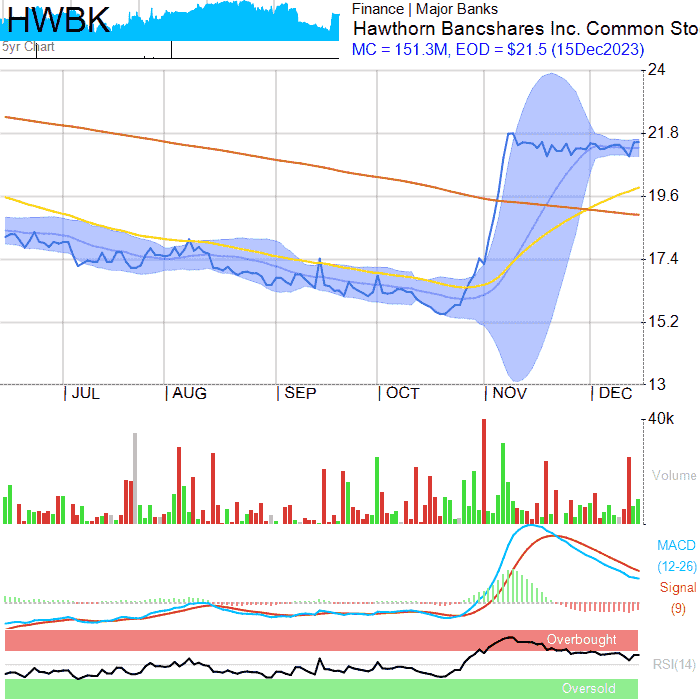 HWBK
5yr Chart
Finance | Major Banks
Hawthorn Bancshares Inc. Common Sto
MC = 151.3M, EOD = $21.5 (15Dec2023)
24
21.8
19.6
17.4
15.2
13
JUL
AUG
SEP
OCT
NOV
DEC
40k
Volume
MACD
(12-26)
Signal
(9)
Overbought
RSI(14)
Oversold